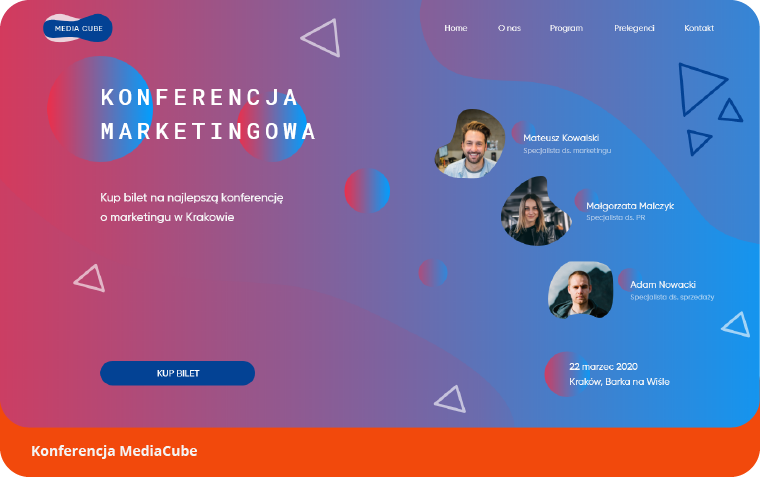 MEDIA CUBE
Home
O nas
Program
Prelegenci
Kontakt
KONFERENCJA
MARKETINGOWA
Kup bilet na najlepszą konferencję
o marketingu w Krakowie
KUP BILET
Mateusz Kowalski
Specjalista ds. marketingu
Małgorzata Malczyk
Specjalista ds. PR
Adam Nowacki
Specjalista ds. sprzedaży
22 marzec 2020
Kraków, Barka na Wiśle
Konferencja MediaCube